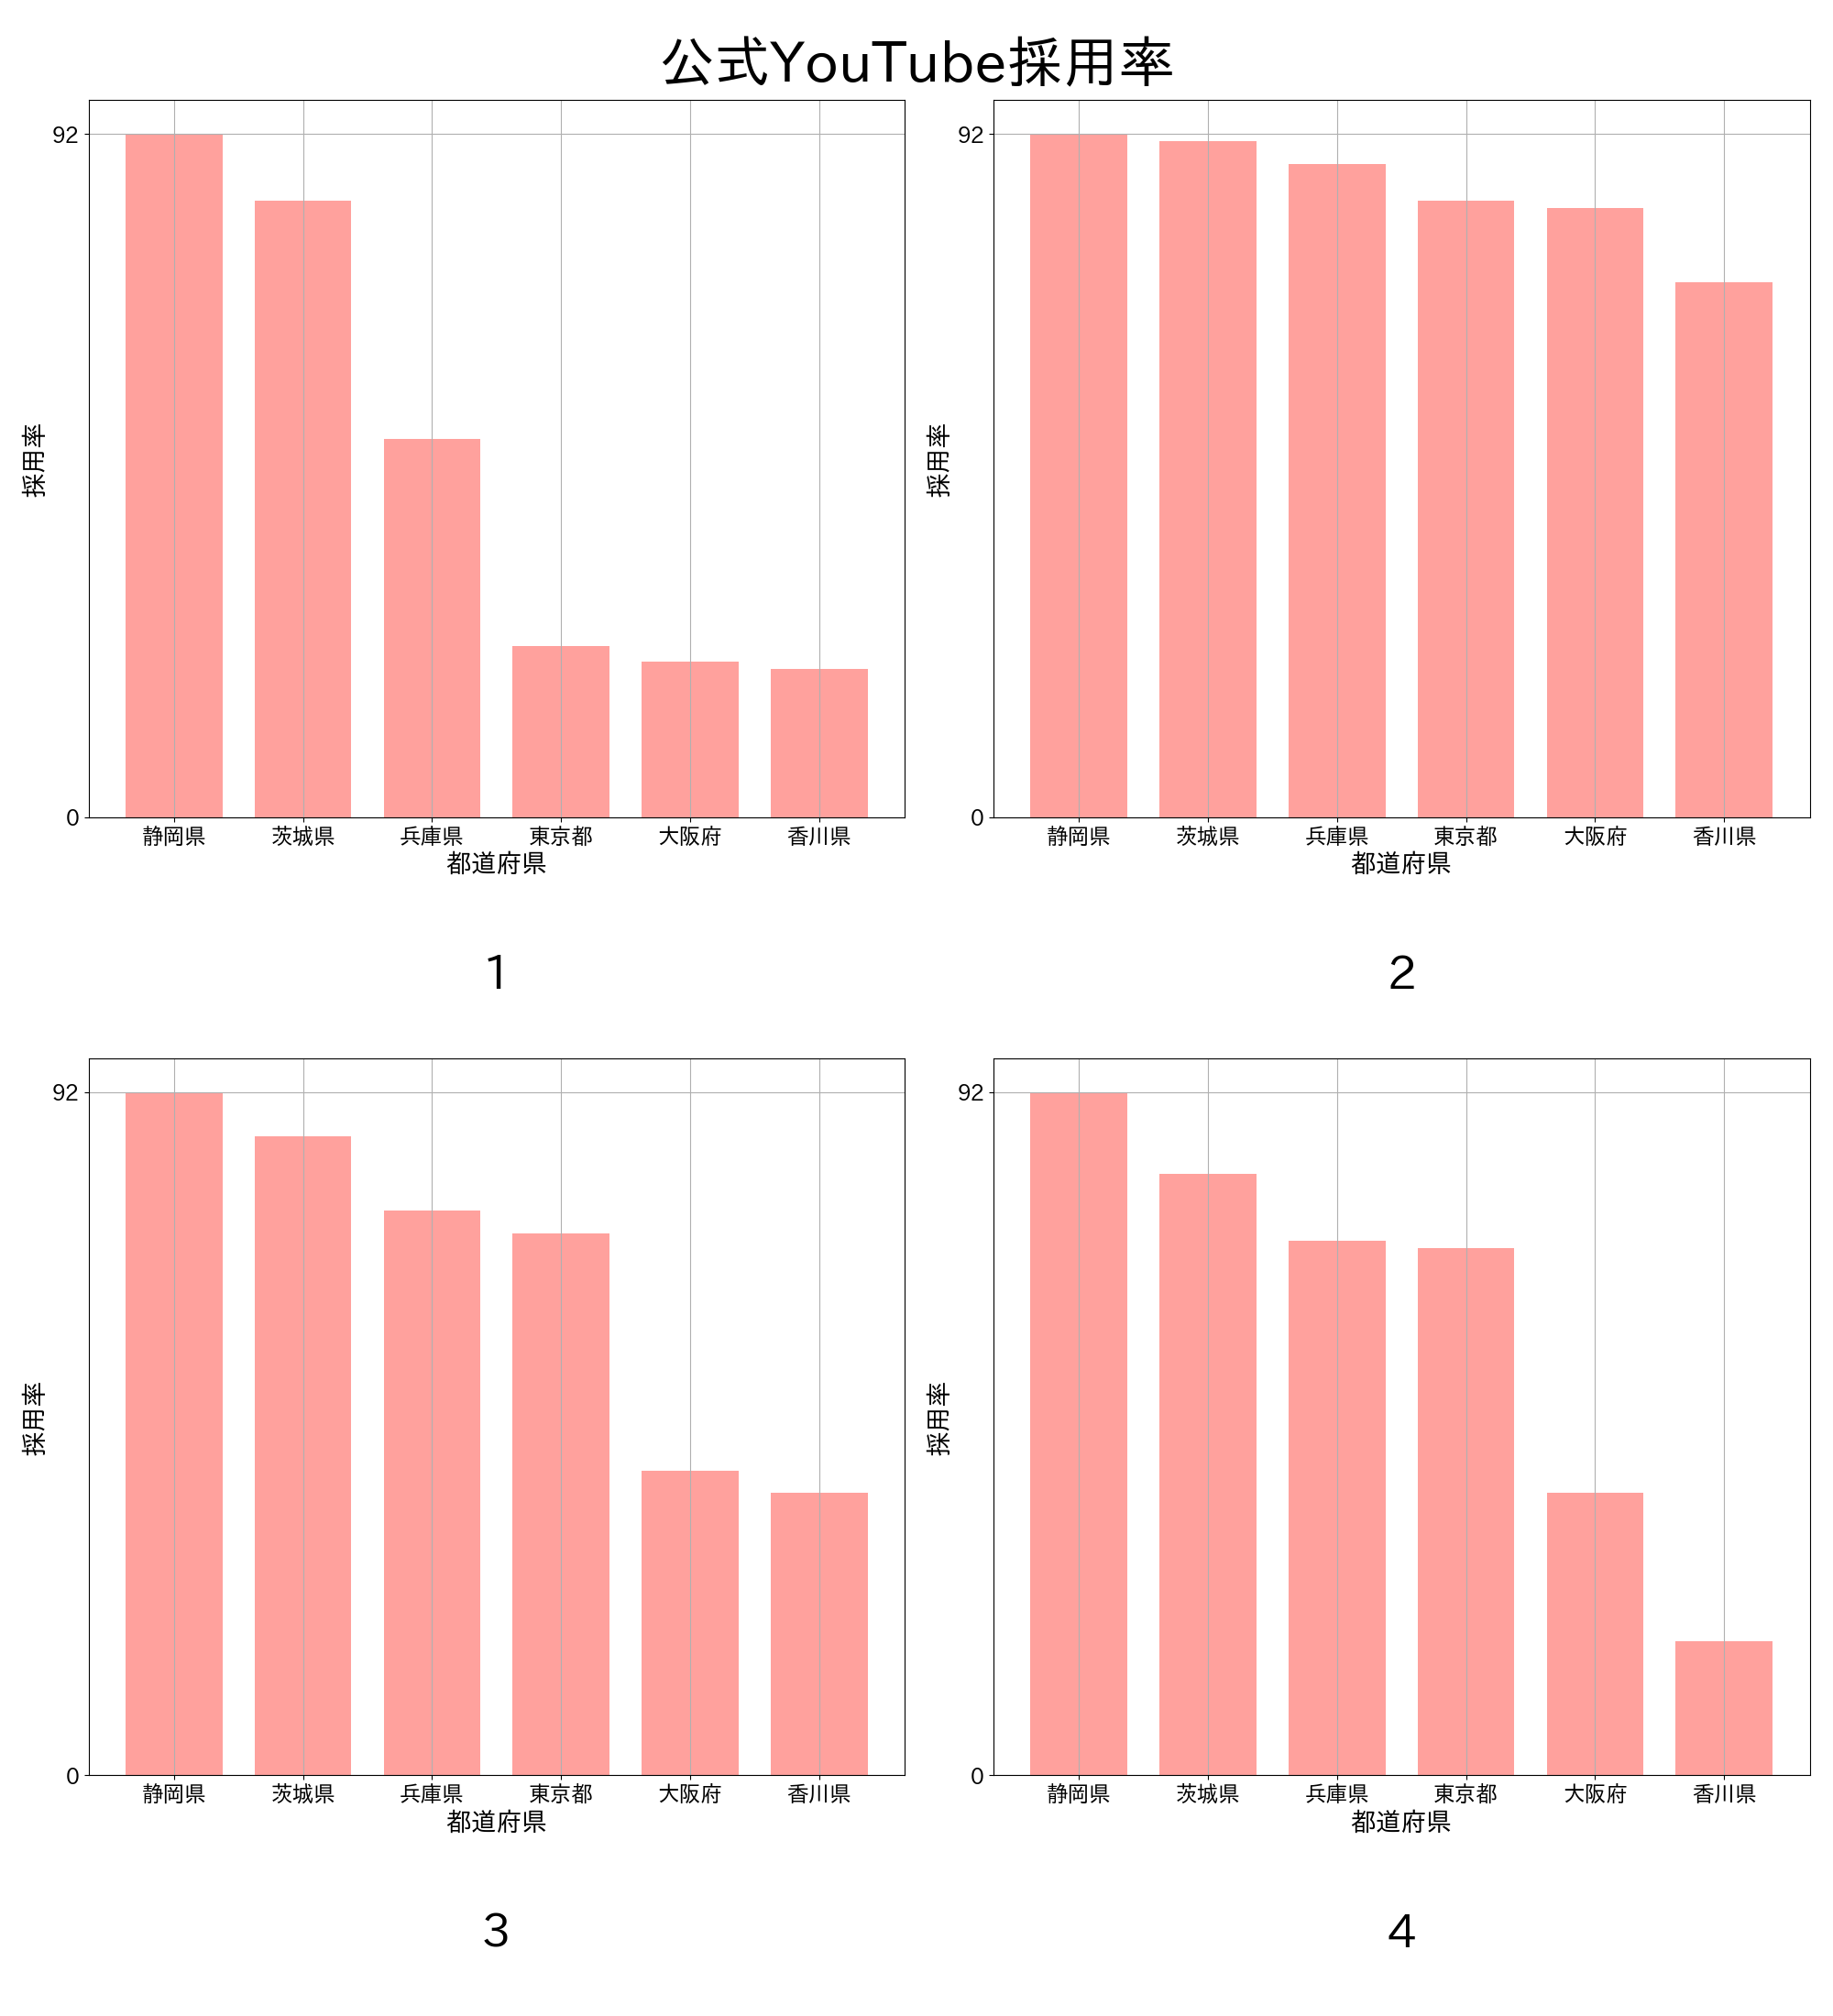 公式YouTube採用率
92
0
採用率
静岡県 茨城県 兵庫県 東京都 大阪府 香川県
都道府県
1
92
0
採用率
静岡県 茨城県 兵庫県 東京都 大阪府 香川県
都道府県
2
92
0
採用率
静岡県 茨城県 兵庫県 東京都 大阪府 香川県
都道府県
3
92
0
採用率
静岡県 茨城県 兵庫県 東京都 大阪府 香川県
都道府県
4